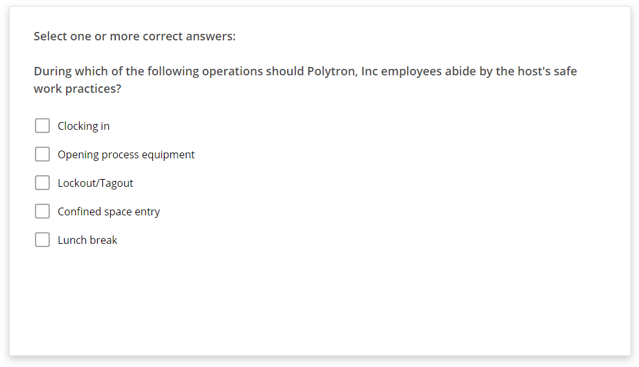 Select one or more correct answers:
During which of the following operations should Polytron, Inc employees abide by the host's safe
work practices?
Clocking in
Opening process equipment
Lockout/Tagout
Confined space entry
Lunch break